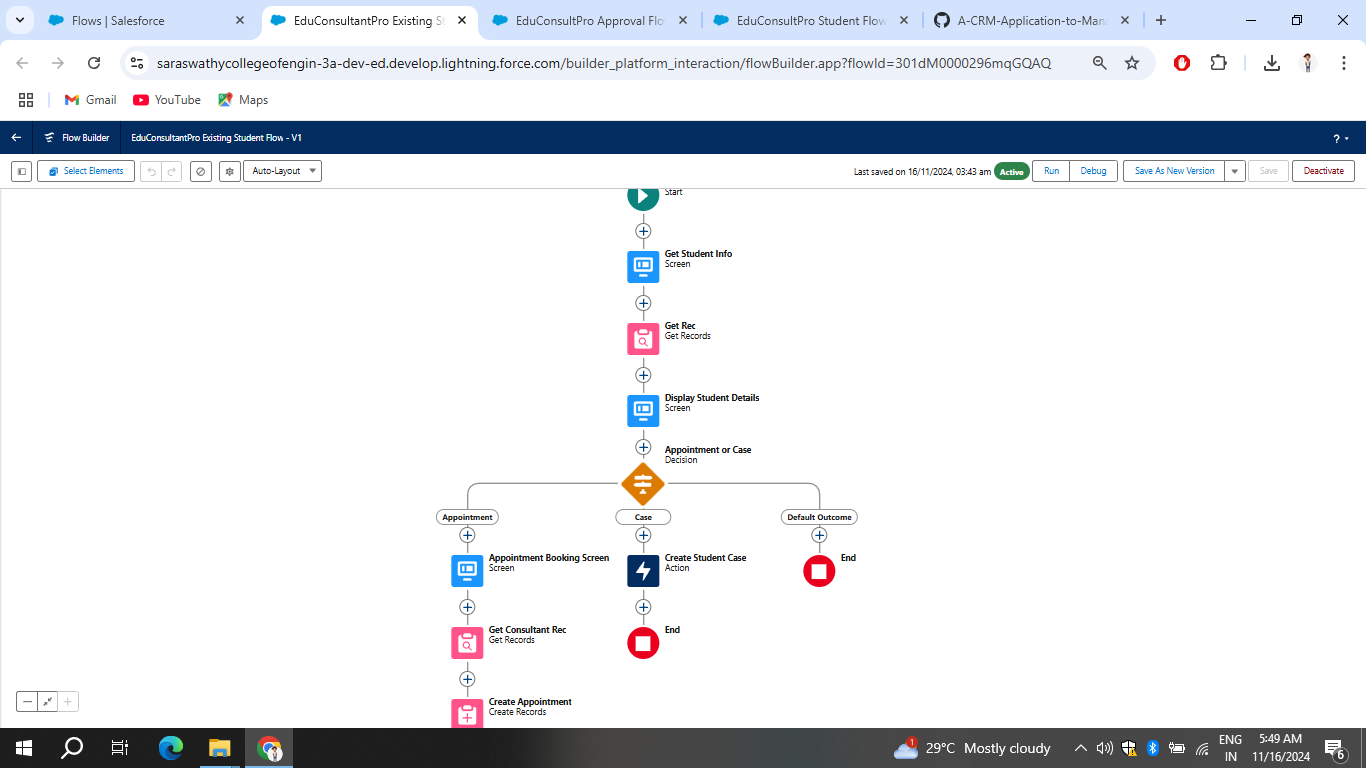 Flows | Salesforce
EduConsultantPro Existing St
EduConsultPro Approval Flo
EduConsultPro Student Flow
A-CRM-Application-to-Mana
saraswathycollegeofengin-3a-dev-ed.develop.lightning.force.com/builder_platform_interaction/flowBuilder.app?flowId=301dM0000296mqGQAQ
Gmail
YouTube
Maps
Flow Builder
EduConsultantPro Existing Student Flow - V1
?
Select Elements
Auto-Layout
Last saved on 16/11/2024, 03:43 am
Active
Run
Debug
Save As New Version
Save
Deactivate
Start
Get Student Info
Screen
Get Rec
Get Records
Display Student Details
Screen
Appointment or Case
Decision
Appointment
Case
Default Outcome
Appointment Booking Screen
Screen
Create Student Case
Action
End
Get Consultant Rec
Get Records
End
Create Appointment
Create Records
1
29°C Mostly cloudy
ENG
IN
5:49 AM
11/16/2024
6